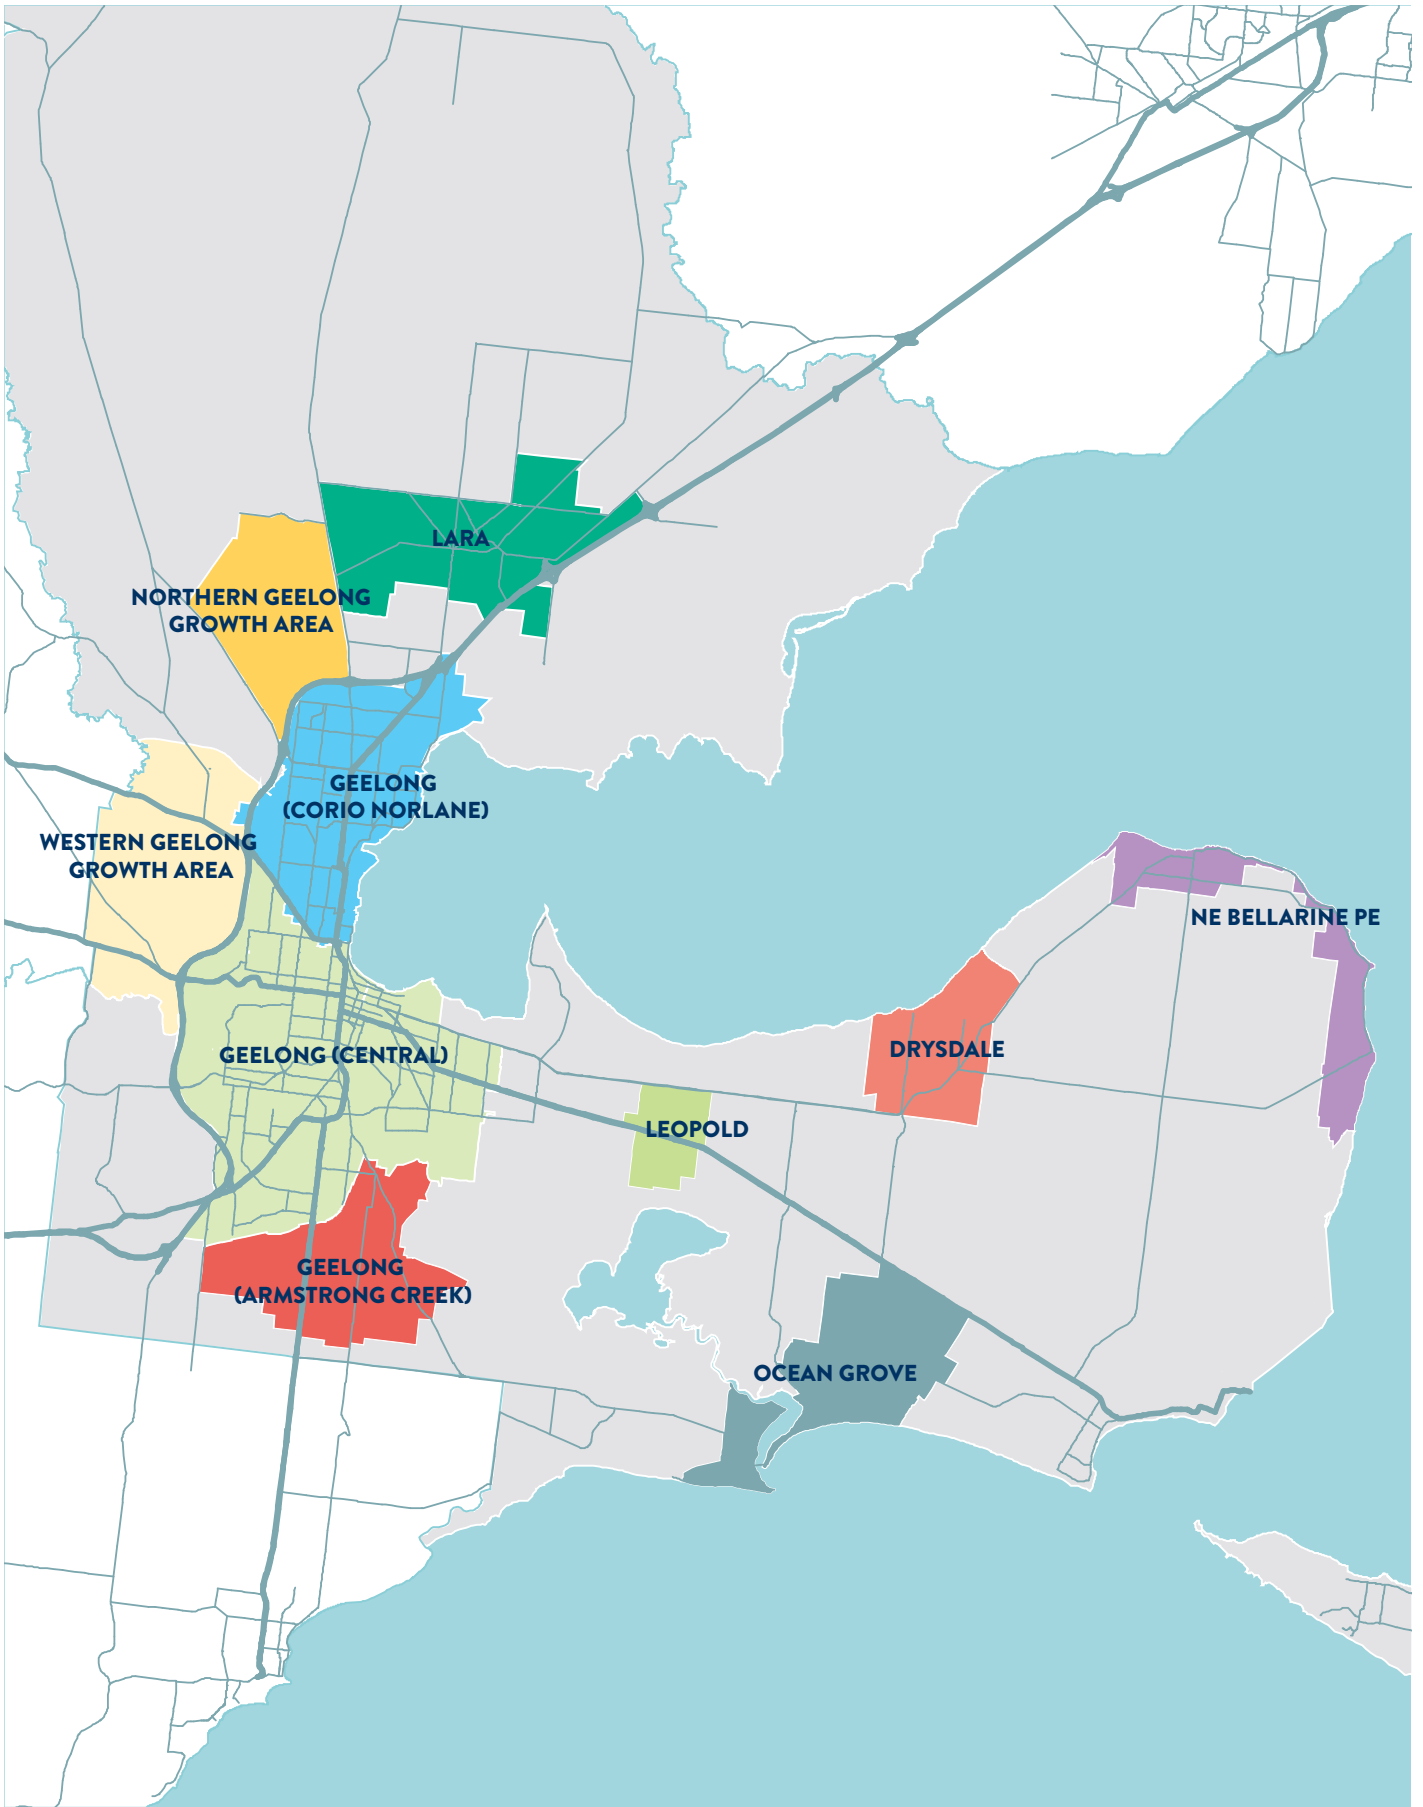 LARA
NORTHERN GEELONG
GROWTH AREA
GEELONG
(CORIO NORLANE)
WESTERN GEELONG
GROWTH AREA
NE BELLARINE PE
GEELONG (CENTRAL)
DRYSDALE
LEOPOLD
GEELONG
(ARMSTRONG CREEK)
OCEAN GROVE